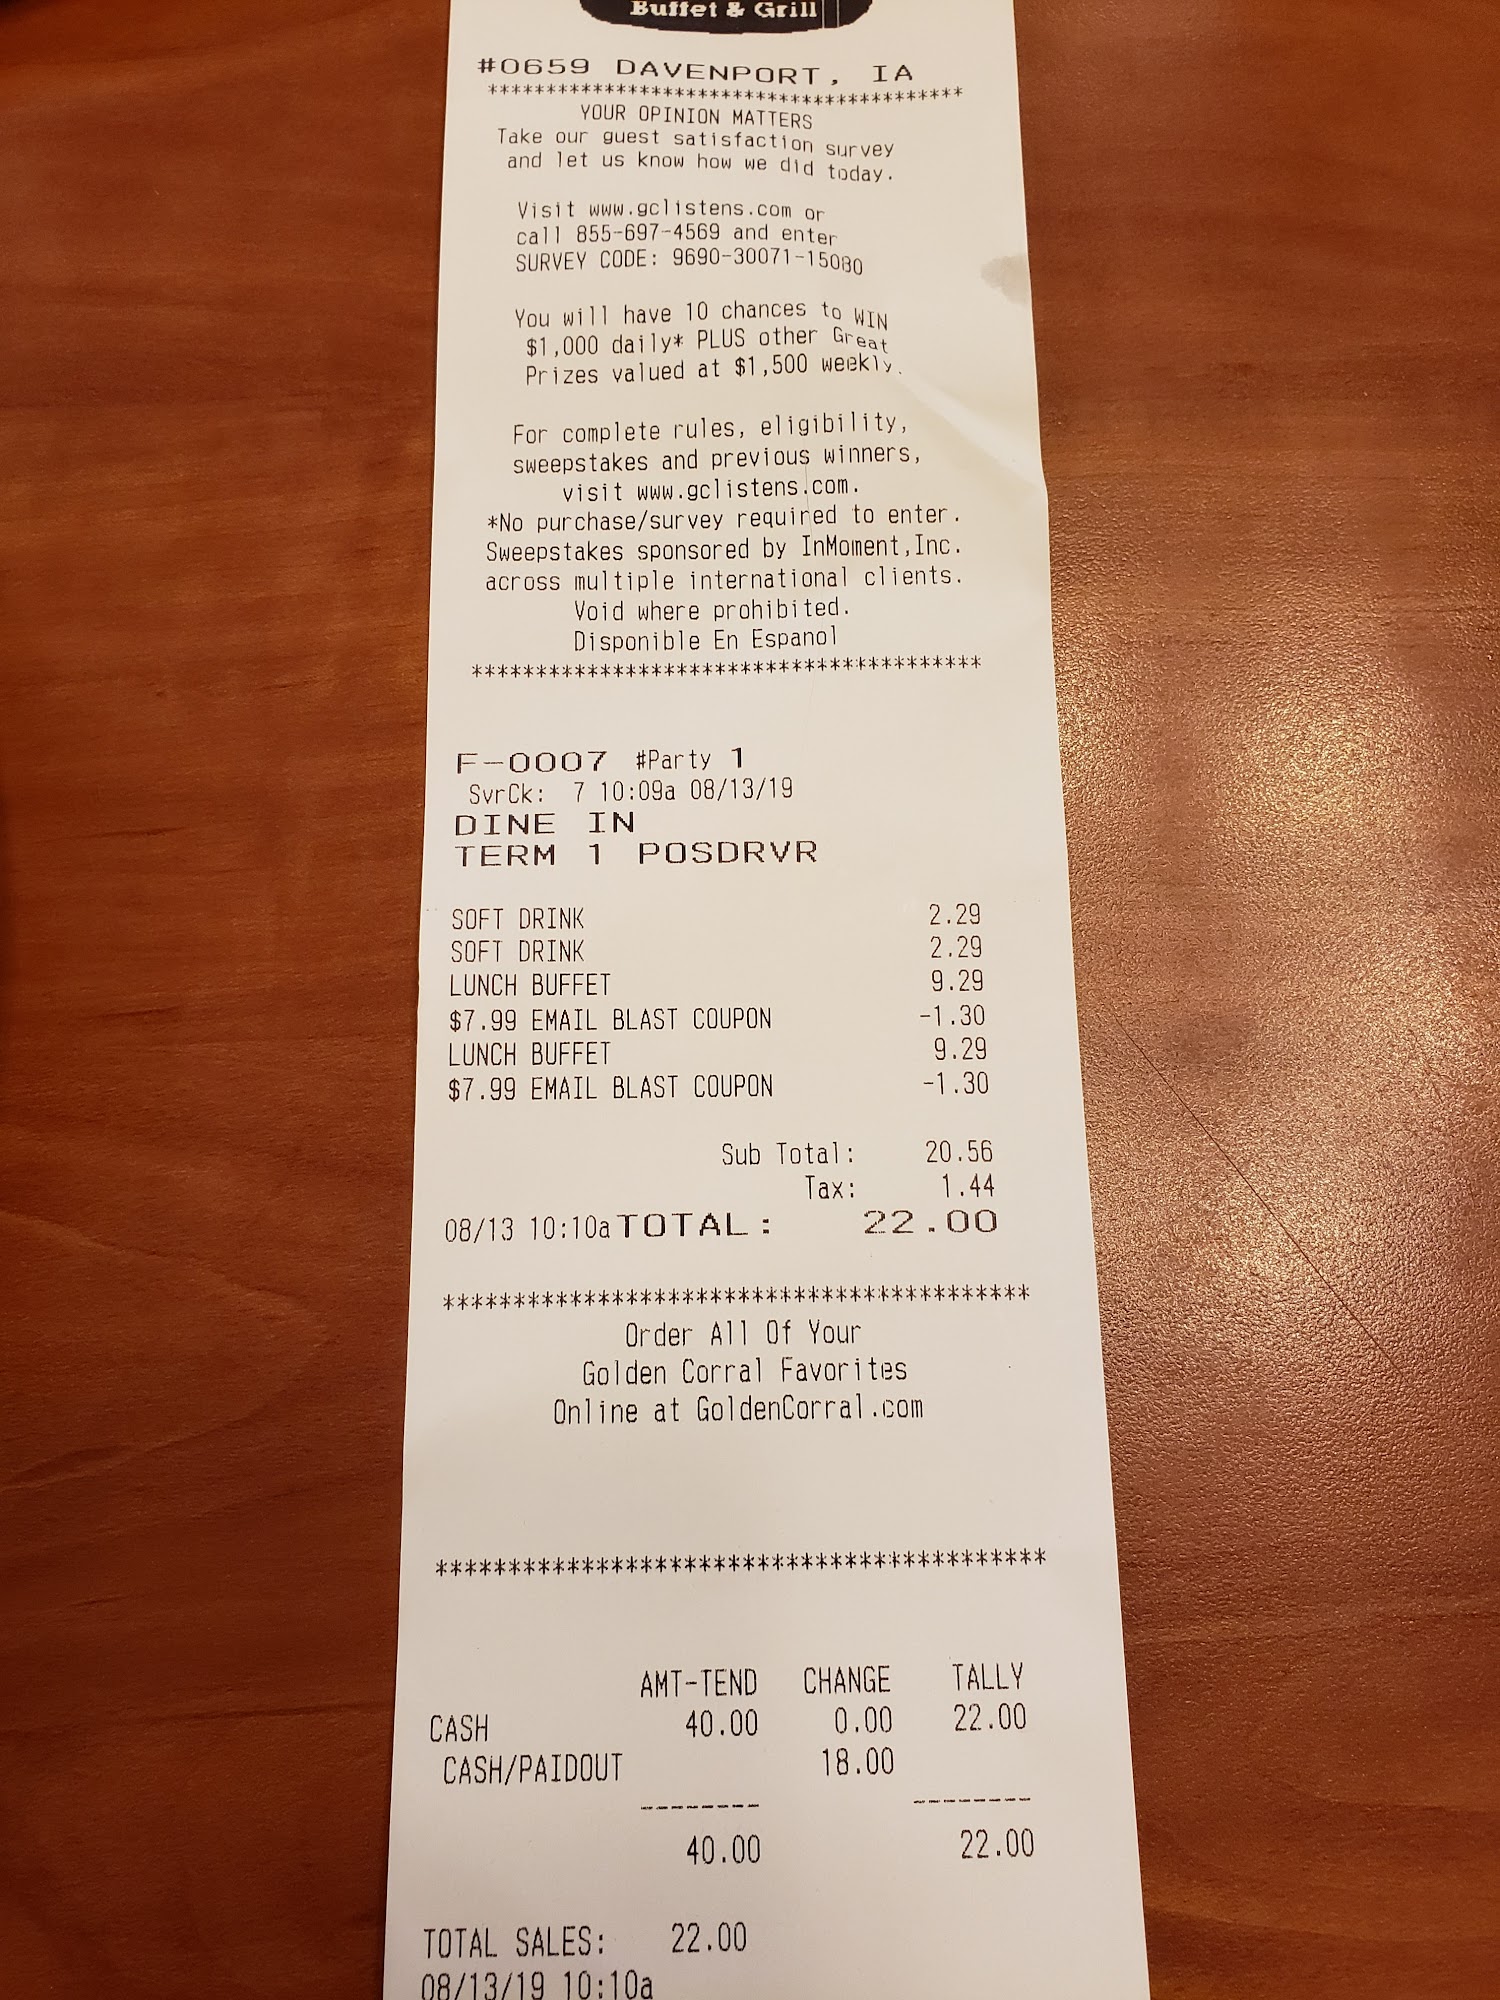 Buffet & Grill
#0659 DAVENPORT, IA
****************************************
YOUR OPINION MATTERS
Take our guest satisfaction survey
and let us know how we did today.
Visit www.gclistens.com or
call 855-697-4569 and enter
SURVEY CODE: 9690-30071-15080
You will have 10 chances to WIN
$1,000 daily* PLUS other Great
Prizes valued at $1,500 weekly.
For complete rules, eligibility,
sweepstakes and previous winners,
visit www.gclistens.com.
*No purchase/survey required to enter.
Sweepstakes sponsored by InMoment,Inc.
across multiple international clients.
Void where prohibited.
Disponible En Espanol
****************************************
F-0007 #Party 1
SvrCk: 7 10:09a 08/13/19
DINE IN
TERM 1 POSDRVR
SOFT DRINK 2.29
SOFT DRINK 2.29
LUNCH BUFFET 9.29
$7.99 EMAIL BLAST COUPON -1.30
LUNCH BUFFET 9.29
$7.99 EMAIL BLAST COUPON -1.30
Sub Total: 20.56
Tax: 1.44
08/13 10:10a TOTAL: 22.00
******************************************
Order All Of Your
Golden Corral Favorites
Online at GoldenCorral.com
******************************************
AMT-TEND CHANGE TALLY
CASH 40.00 0.00 22.00
CASH/PAIDOUT 18.00
--------- ---------
40.00 22.00
TOTAL SALES: 22.00
08/13/19 10:10a